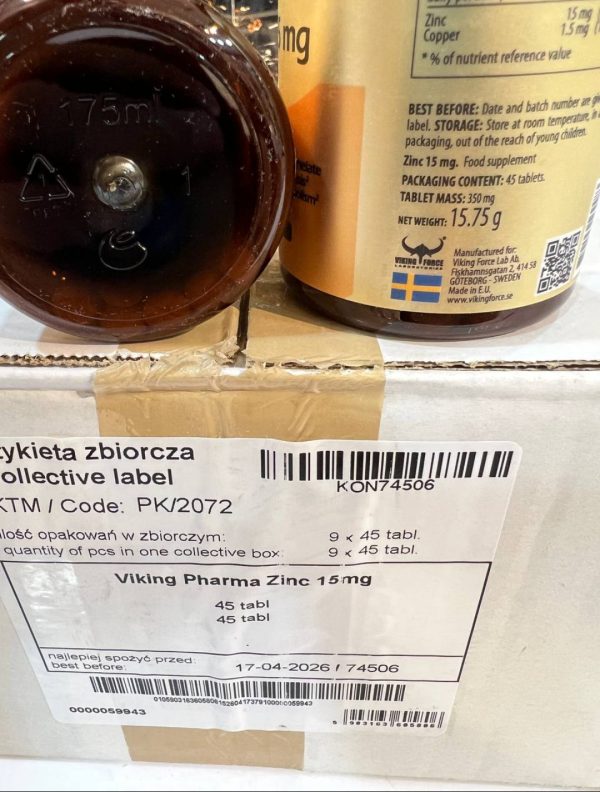 175ml
1
mg
Zinc 15 mg
Copper 1.5 mg
* % of nutrient reference value
BEST BEFORE: Date and batch number are
label. STORAGE: Store at room temperature,
packaging, out of the reach of young children.
Zinc 15 mg. Food supplement
PACKAGING CONTENT: 45 tablets.
TABLET MASS: 350 mg
NET WEIGHT: 15.75 g
VIKING FORCE
LABORATORIES
Manufactured for:
Viking Force Lab Ab,
Fiskhamnsgatan 2, 414 58
GÖTEBORG - SWEDEN
Made in E.U.
www.vikingforce.se
tykieta zbiorcza
ollective label
KTM / Code: PK/2072
KON74506
ilość opakowań w zbiorczym: 9 x 45 tabl.
quantity of pcs in one collective box: 9 x 45 tabl.
Viking Pharma Zinc 15mg
45 tabl
45 tabl
najlepiej spożyć przed:
best before: 17-04-2026 / 74506
0000059943